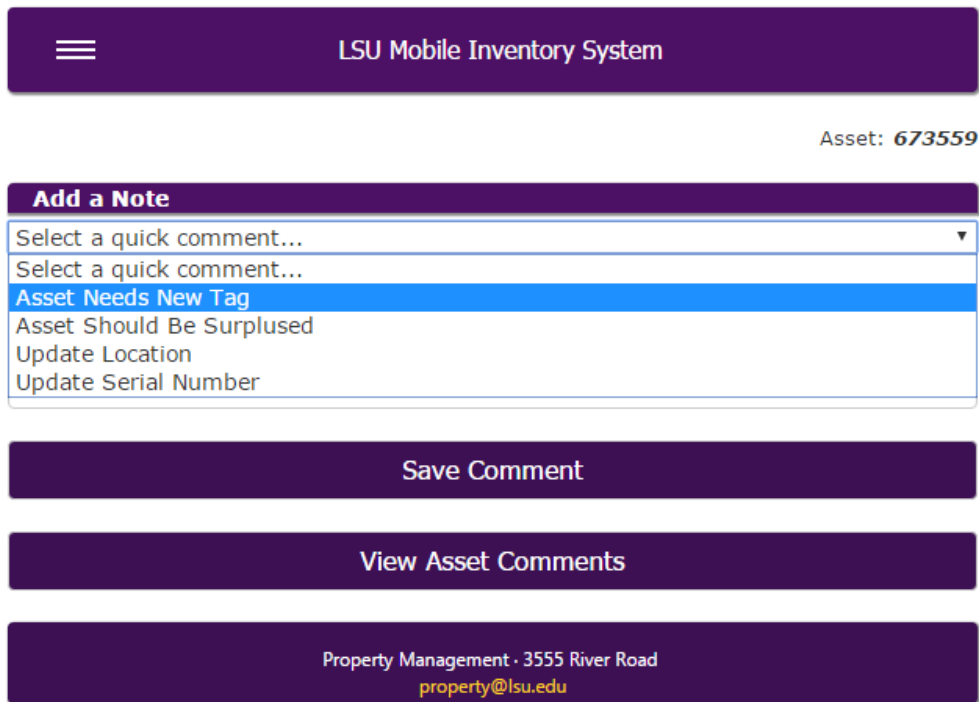 LSU Mobile Inventory System
Asset: 673559
Add a Note
Select a quick comment...
Select a quick comment...
Asset Needs New Tag
Asset Should Be Surplused
Update Location
Update Serial Number
Save Comment
View Asset Comments
Property Management · 3555 River Road
property@lsu.edu